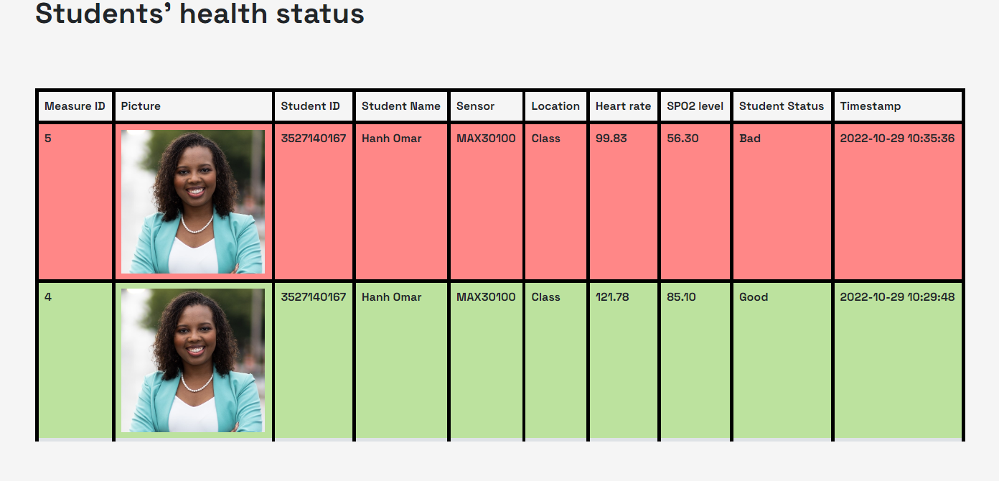 Students’ health status
Measure ID Picture Student ID Student Name Sensor Location Heart rate SPO2 level Student Status Timestamp
5 3527140167 Hanh Omar MAX30100 Class 99.83 56.30 Bad 2022-10-29 10:35:36
4 3527140167 Hanh Omar MAX30100 Class 121.78 85.10 Good 2022-10-29 10:29:48